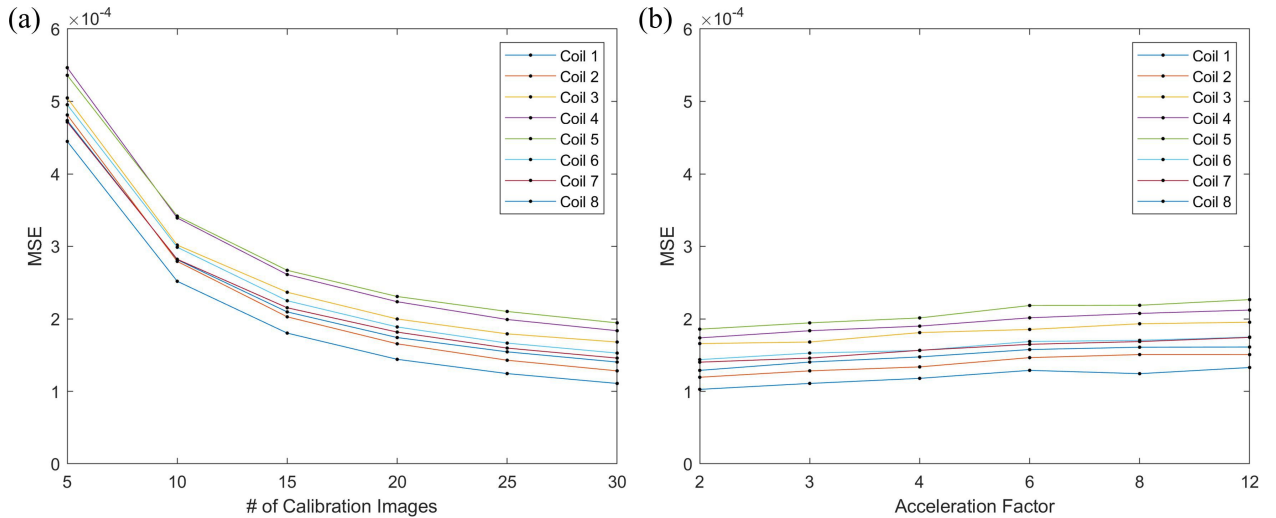 (a)
×10⁻⁴
6
5
4
3
2
1
0
MSE
5 10 15 20 25 30
# of Calibration Images
Coil 1
Coil 2
Coil 3
Coil 4
Coil 5
Coil 6
Coil 7
Coil 8
(b)
×10⁻⁴
6
5
4
3
2
1
0
MSE
2 3 4 6 8 12
Acceleration Factor
Coil 1
Coil 2
Coil 3
Coil 4
Coil 5
Coil 6
Coil 7
Coil 8